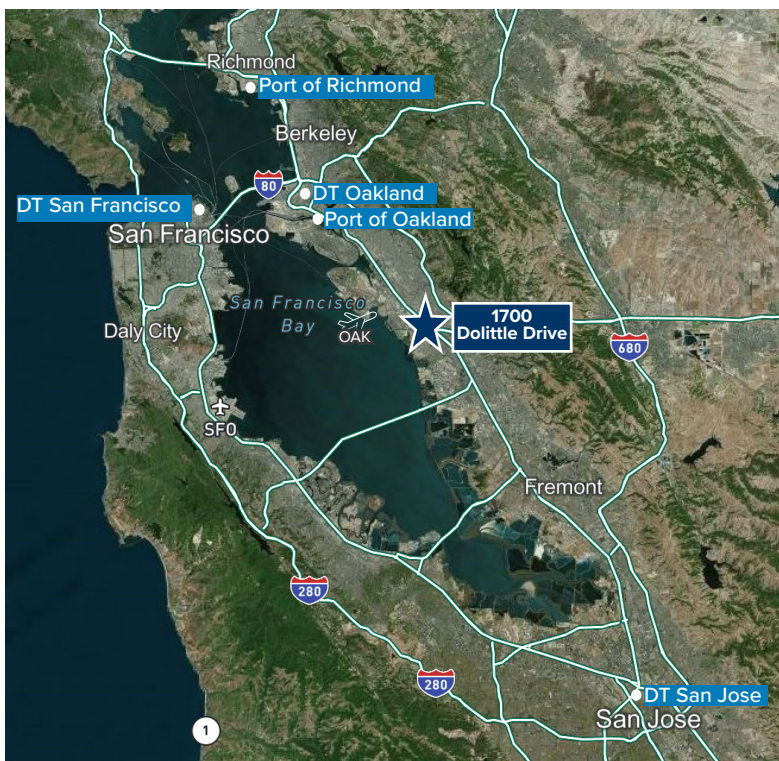 Richmond
Port of Richmond
Berkeley
80
DT Oakland
DT San Francisco
Port of Oakland
San Francisco
San Francisco
Bay
1700
Dolittle Drive
Daly City
OAK
680
SFO
Fremont
280
280
DT San Jose
San Jose
1